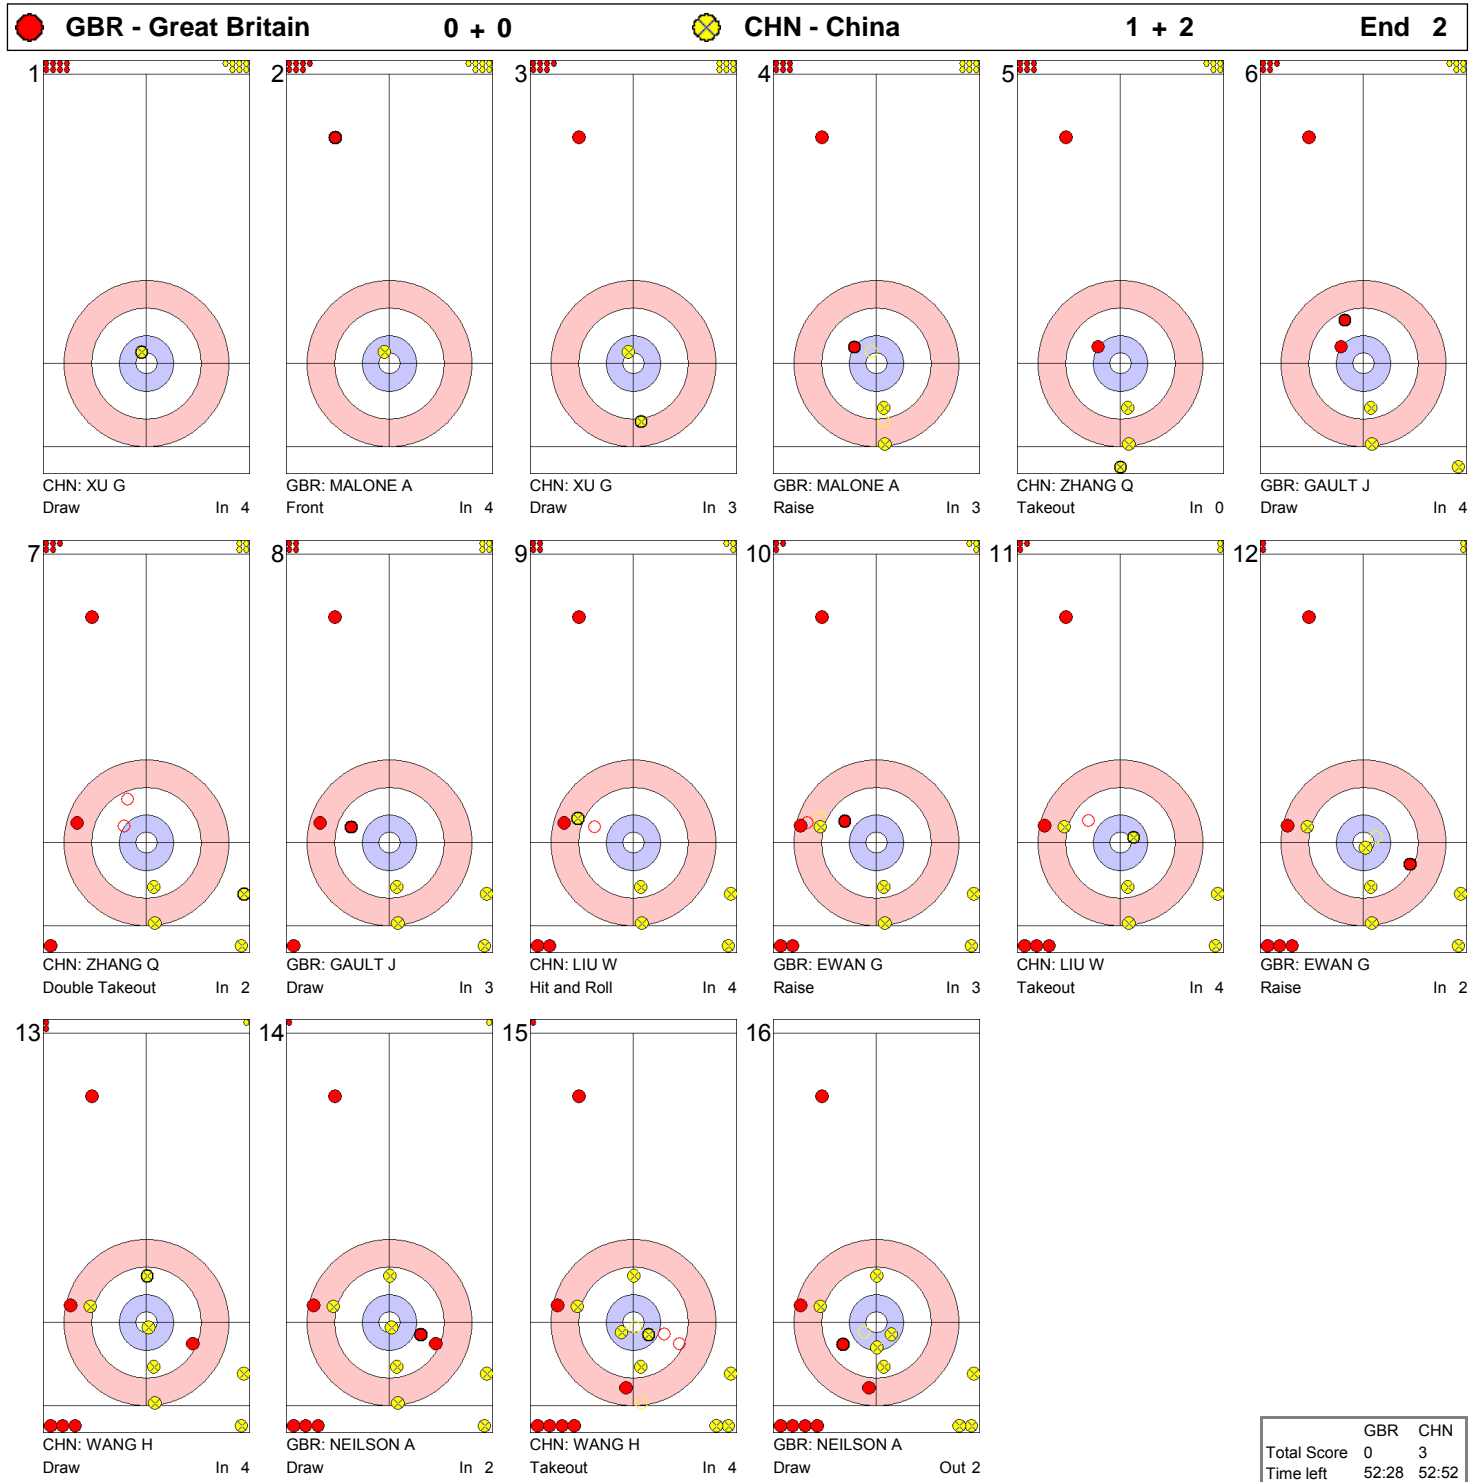 GBR - Great Britain 0 + 0 CHN - China 1 + 2 End 2
1 2 3 4 5 6
CHN: XU G GBR: MALONE A CHN: XU G GBR: MALONE A CHN: ZHANG Q GBR: GAULT J
Draw In 4 Front In 4 Draw In 3 Raise In 3 Takeout In 0 Draw In 4
7 8 9 10 11 12
CHN: ZHANG Q GBR: GAULT J CHN: LIU W GBR: EWAN G CHN: LIU W GBR: EWAN G
Double Takeout In 2 Draw In 3 Hit and Roll In 4 Raise In 3 Takeout In 4 Raise In 2
13 14 15 16
CHN: WANG H GBR: NEILSON A CHN: WANG H GBR: NEILSON A
Draw In 4 Draw In 2 Takeout In 4 Draw Out 2
GBR CHN
Total Score 0 3
Time left 52:28 52:52